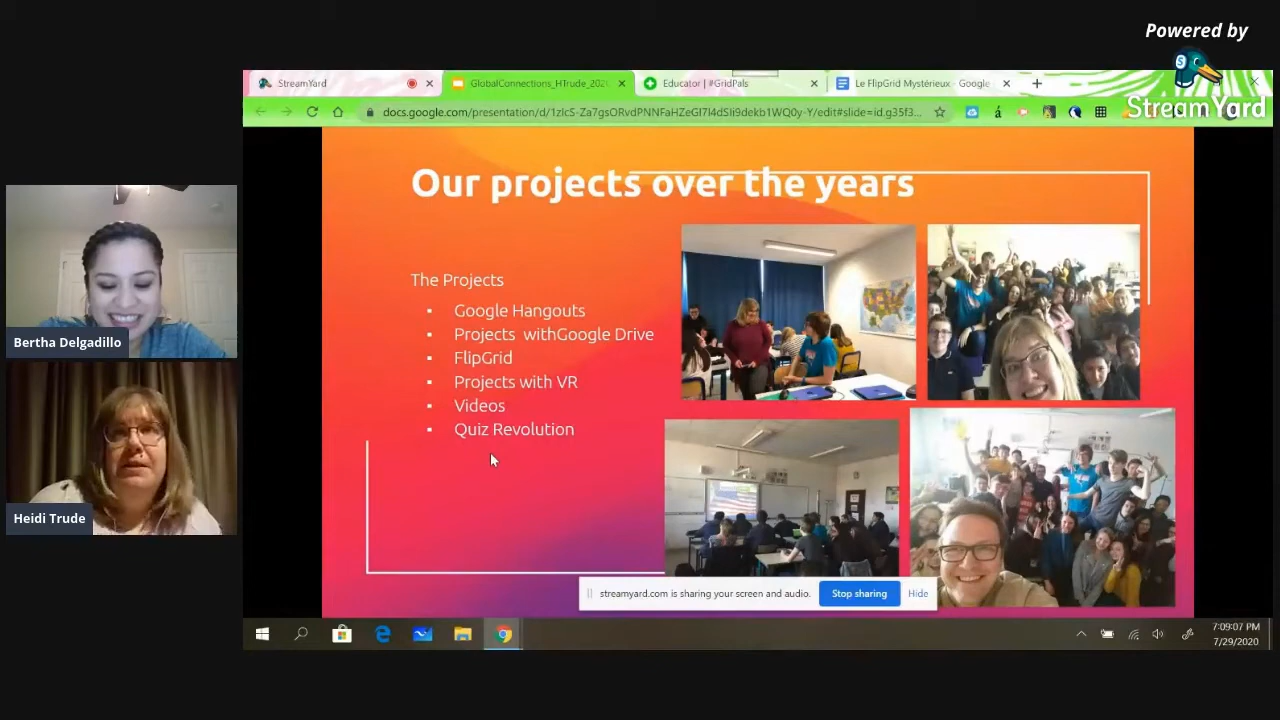 Powered by
StreamYard
StreamYard
GlobalConnections_HTrude_202
Educator | #GridPals
Le FlipGrid Mystérieux - Google
docs.google.com/presentation/d/1zIcS-Za7gsORvdPNNFaHZeGl7l4dSIi9dekb1WQ0y-Y/edit#slide=id.g35f3...
Our projects over the years
The Projects
▪ Google Hangouts
▪ Projects withGoogle Drive
▪ FlipGrid
▪ Projects with VR
▪ Videos
▪ Quiz Revolution
Bertha Delgadillo
Heidi Trude
streamyard.com is sharing your screen and audio.
Stop sharing
Hide
7:09:07 PM
7/29/2020